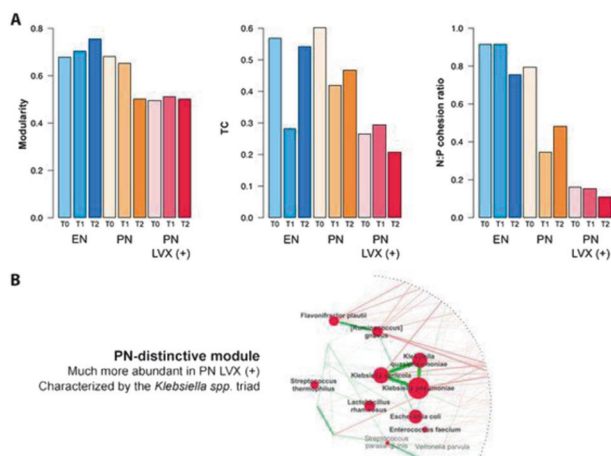 A
Modularity
0.8
0.6
0.4
0.2
0.0
T0 T1 T2 T0 T1 T2 T0 T1 T2
EN PN PN
LVX (+)
TC
0.6
0.5
0.4
0.3
0.2
0.1
0.0
T0 T1 T2 T0 T1 T2 T0 T1 T2
EN PN PN
LVX (+)
N:P cohesion ratio
1.0
0.8
0.6
0.4
0.2
0.0
T0 T1 T2 T0 T1 T2 T0 T1 T2
EN PN PN
LVX (+)
B
PN-distinctive module
Much more abundant in PN LVX (+)
Characterized by the Klebsiella spp. triad
Flavonifractor plautii
[Ruminococcus]
gnavus
Klebsiella
quasipneumoniae
Klebsiella variicola
Klebsiella pneumoniae
Streptococcus
thermophilus
Lactobacillus
rhamnosus
Escherichia coli
Enterococcus faecium
Streptococcus
parasanguinis
Veillonella parvula